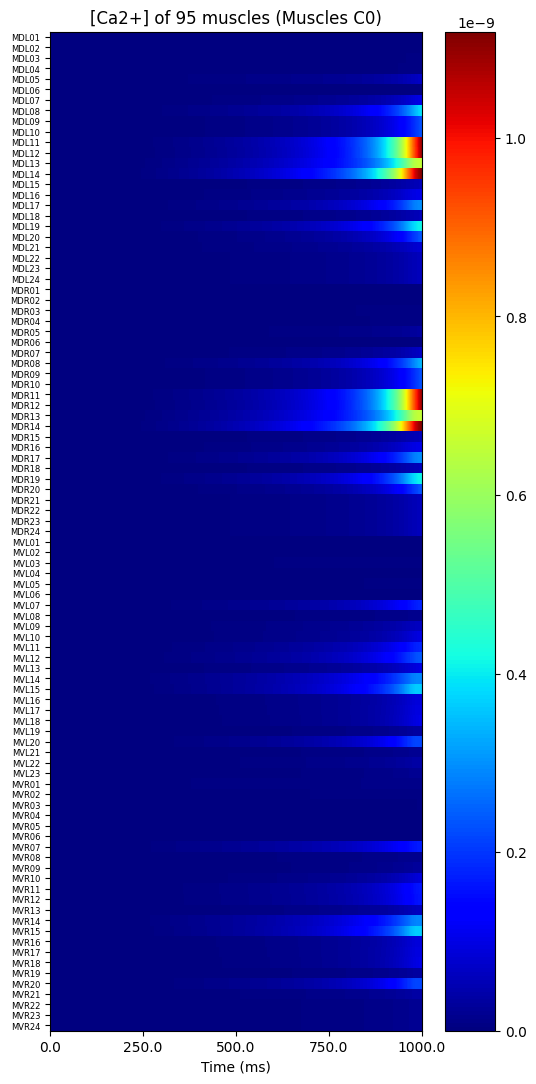 [Ca2+] of 95 muscles (Muscles C0)
1e-9
MDL01
MDL02
MDL03
MDL04
MDL05
MDL06
MDL07
MDL08
MDL09
MDL10
MDL11
MDL12
MDL13
MDL14
MDL15
MDL16
MDL17
MDL18
MDL19
MDL20
MDL21
MDL22
MDL23
MDL24
MDR01
MDR02
MDR03
MDR04
MDR05
MDR06
MDR07
MDR08
MDR09
MDR10
MDR11
MDR12
MDR13
MDR14
MDR15
MDR16
MDR17
MDR18
MDR19
MDR20
MDR21
MDR22
MDR23
MDR24
MVL01
MVL02
MVL03
MVL04
MVL05
MVL06
MVL07
MVL08
MVL09
MVL10
MVL11
MVL12
MVL13
MVL14
MVL15
MVL16
MVL17
MVL18
MVL19
MVL20
MVL21
MVL22
MVL23
MVR01
MVR02
MVR03
MVR04
MVR05
MVR06
MVR07
MVR08
MVR09
MVR10
MVR11
MVR12
MVR13
MVR14
MVR15
MVR16
MVR17
MVR18
MVR19
MVR20
MVR21
MVR22
MVR23
MVR24
0.0 250.0 500.0 750.0 1000.0
Time (ms)
1.0
0.8
0.6
0.4
0.2
0.0